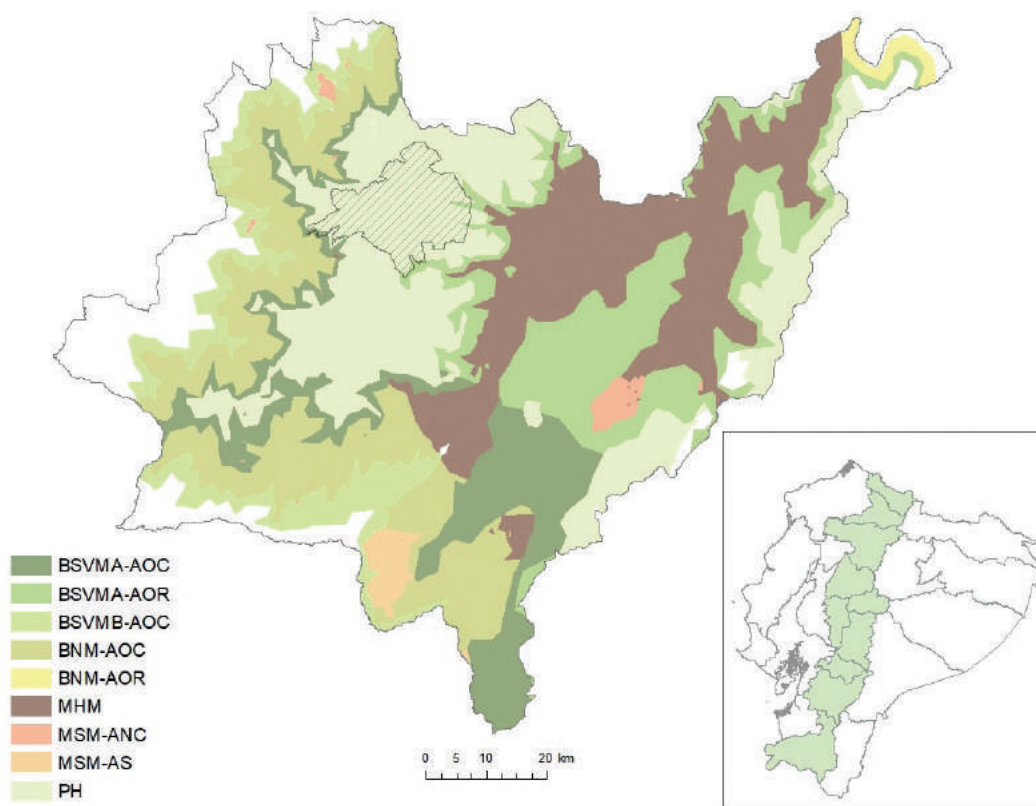 BSVMA-AOC
BSVMA-AOR
BSVMB-AOC
BNM-AOC
BNM-AOR
MHM
MSM-ANC
MSM-AS
PH
0 5 10 20 km